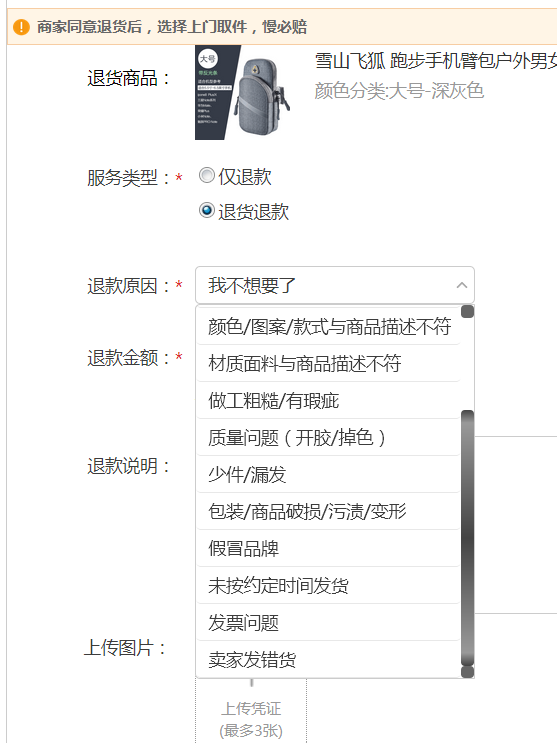 商家同意退货后，选择上门取件，慢必赔
退货商品：
大号
雪山飞狐 跑步手机臂包户外男女
颜色分类:大号-深灰色
服务类型：* 仅退款
退货退款
退款原因：* 我不想要了
颜色/图案/款式与商品描述不符
退款金额：*
材质面料与商品描述不符
做工粗糙/有瑕疵
质量问题（开胶/掉色）
退款说明：
少件/漏发
包装/商品破损/污渍/变形
假冒品牌
未按约定时间发货
发票问题
上传图片：
卖家发错货
上传凭证
(最多3张)